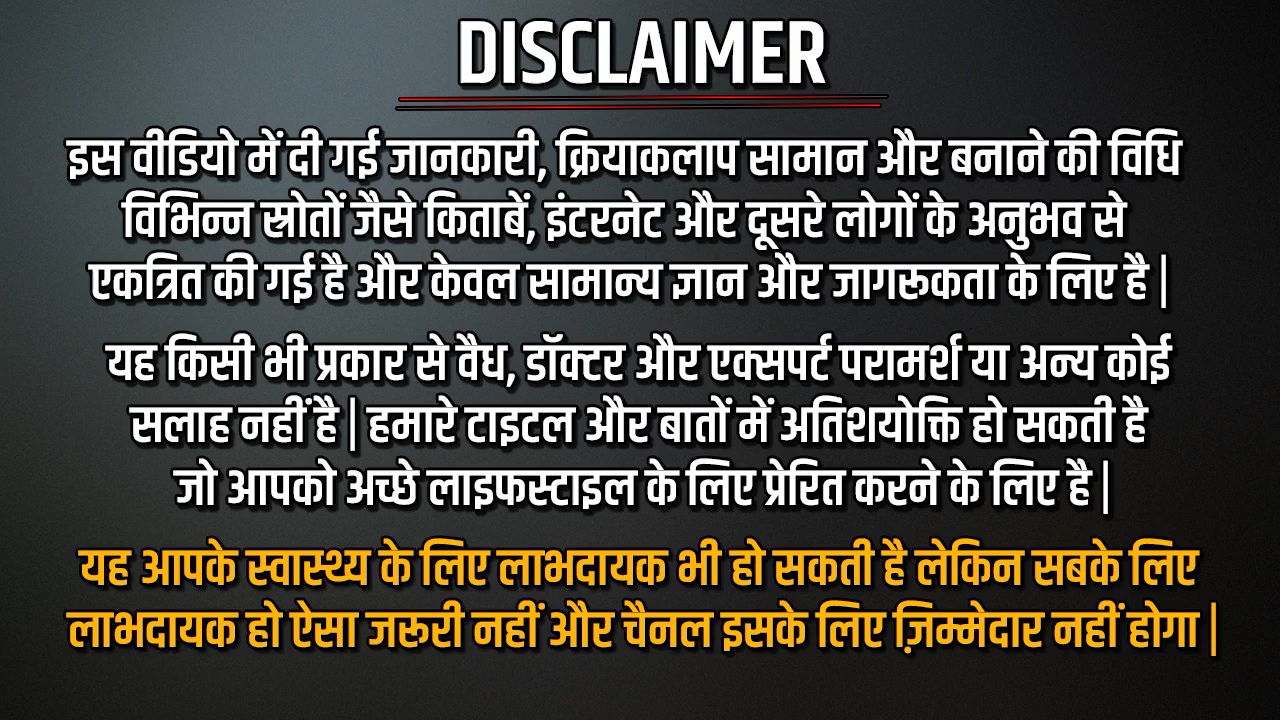 DISCLAIMER
इस वीडियो में दी गई जानकारी, क्रियाकलाप सामान और बनाने की विधि
विभिन्न स्रोतों जैसे किताबें, इंटरनेट और दूसरे लोगों के अनुभव से
एकत्रित की गई है और केवल सामान्य ज्ञान और जागरूकता के लिए है |
यह किसी भी प्रकार से वैध, डॉक्टर और एक्सपर्ट परामर्श या अन्य कोई
सलाह नहीं है | हमारे टाइटल और बातों में अतिशयोक्ति हो सकती है
जो आपको अच्छे लाइफस्टाइल के लिए प्रेरित करने के लिए है |
यह आपके स्वास्थ्य के लिए लाभदायक भी हो सकती है लेकिन सबके लिए
लाभदायक हो ऐसा जरूरी नहीं और चैनल इसके लिए ज़िम्मेदार नहीं होगा |